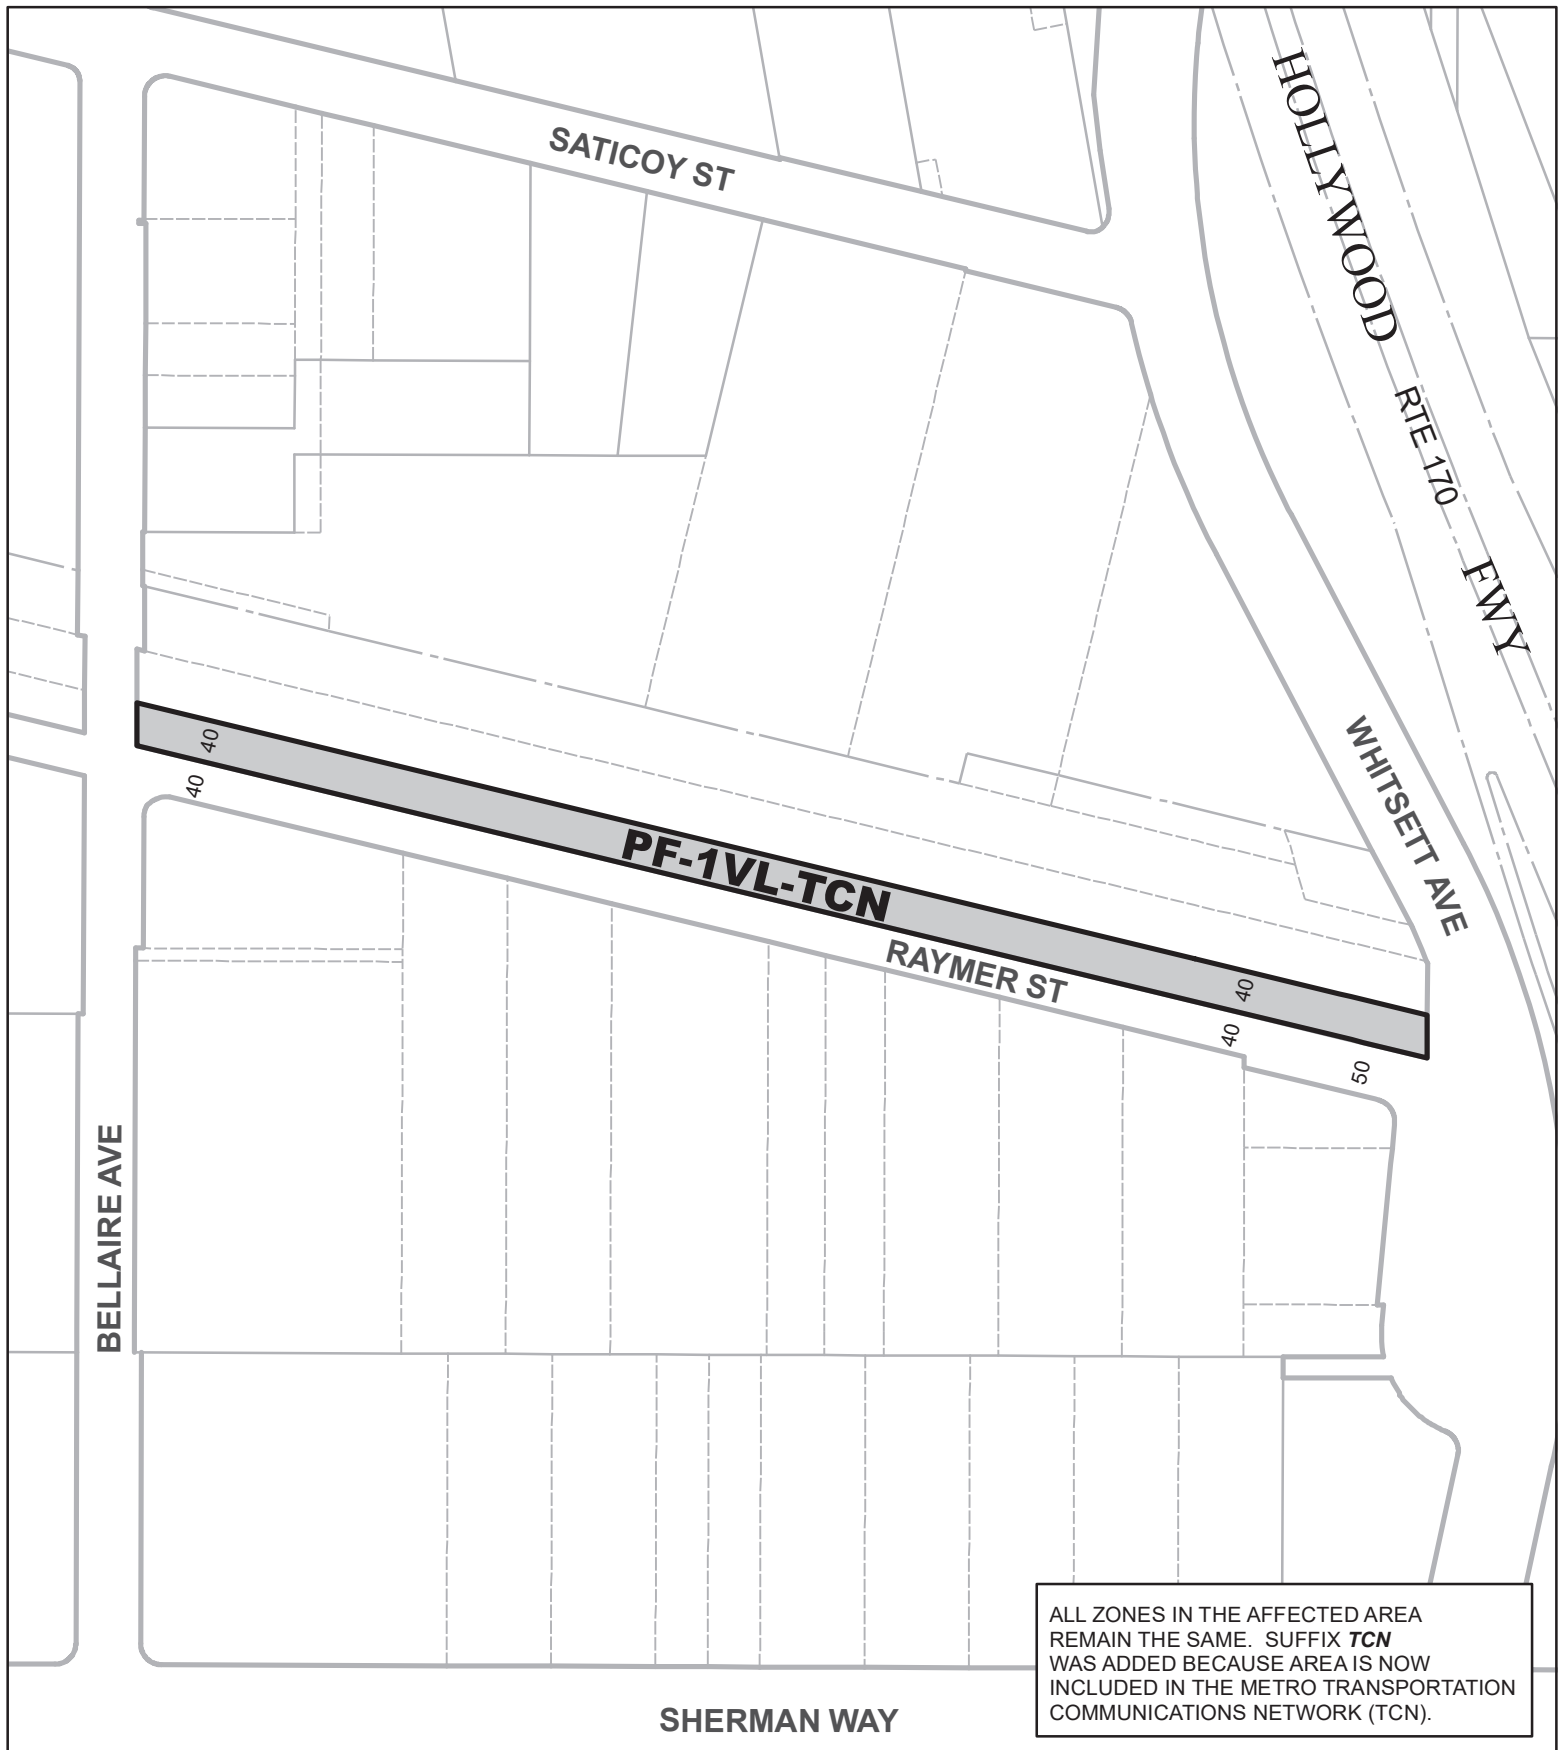 SATICOY ST
HOLLYWOOD RTE 170 FWY
40
40
PF-1VL-TCN
WHITSETT AVE
RAYMER ST
40
40
50
BELLAIRE AVE
ALL ZONES IN THE AFFECTED AREA
REMAIN THE SAME. SUFFIX TCN
WAS ADDED BECAUSE AREA IS NOW
INCLUDED IN THE METRO TRANSPORTATION
COMMUNICATIONS NETWORK (TCN).
SHERMAN WAY